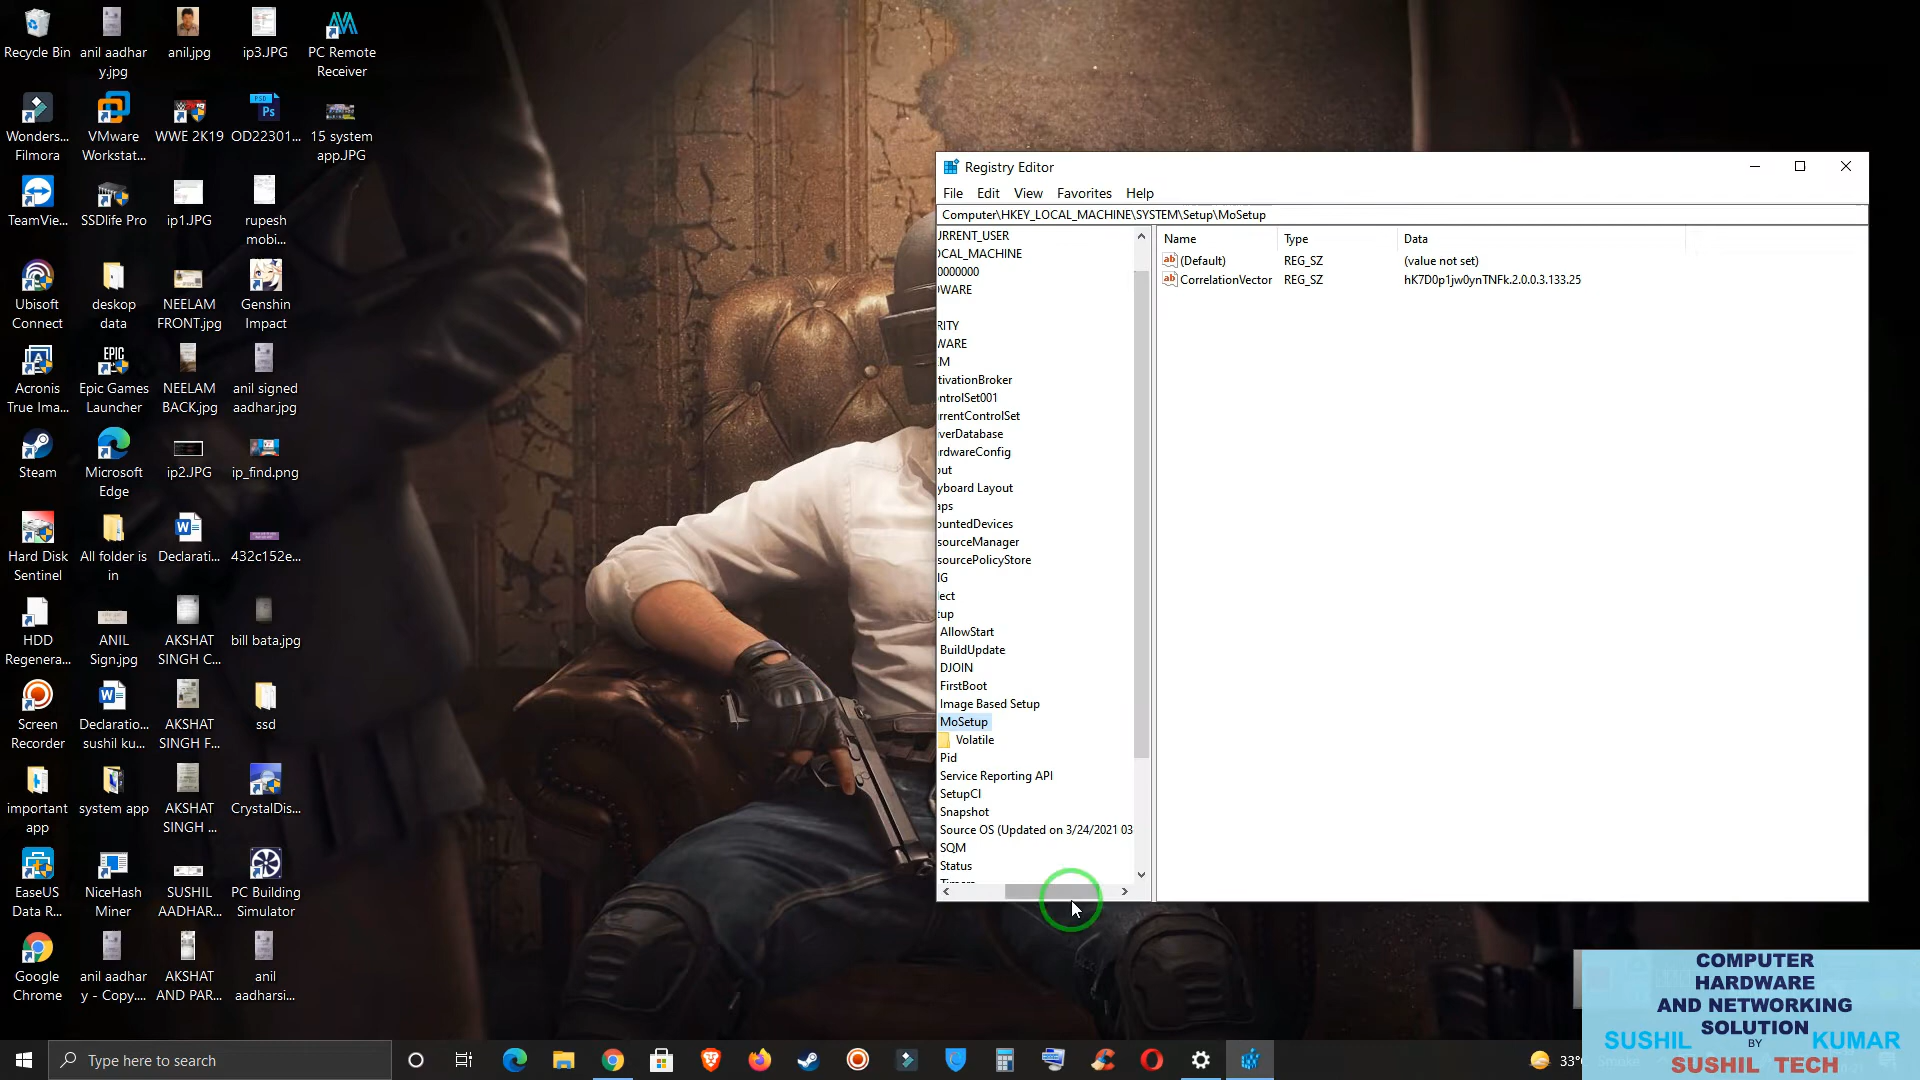 Recycle Bin
anil aadhar
y.jpg
anil.jpg
ip3.JPG
PC Remote
Receiver
Wonders...
Filmora
VMware
Workstat...
WWE 2K19
OD22301...
15 system
app.JPG
TeamVie...
SSDlife Pro
ip1.JPG
rupesh
mobi...
Ubisoft
Connect
deskop
data
NEELAM
FRONT.jpg
Genshin
Impact
Acronis
True Ima...
Epic Games
Launcher
NEELAM
BACK.jpg
anil signed
aadhar.jpg
Steam
Microsoft
Edge
ip2.JPG
ip_find.png
Hard Disk
Sentinel
All folder is
in
Declarati...
432c152e...
HDD
Regenera...
ANIL
Sign.jpg
AKSHAT
SINGH C...
bill bata.jpg
Screen
Recorder
Declaratio...
sushil ku...
AKSHAT
SINGH F...
ssd
important
app
system app
AKSHAT
SINGH ...
CrystalDis...
EaseUS
Data R...
NiceHash
Miner
SUSHIL
AADHAR...
PC Building
Simulator
Google
Chrome
anil aadhar
y - Copy....
AKSHAT
AND PAR...
anil
aadharsi...
Registry Editor
File Edit View Favorites Help
Computer\HKEY_LOCAL_MACHINE\SYSTEM\Setup\MoSetup
URRENT_USER
OCAL_MACHINE
0000000
WARE
RITY
WARE
EM
tivationBroker
ontrolSet001
urrentControlSet
iverDatabase
ardwareConfig
out
yboard Layout
aps
ountedDevices
sourceManager
sourcePolicyStore
IG
lect
tup
AllowStart
BuildUpdate
DJOIN
FirstBoot
Image Based Setup
MoSetup
Volatile
Pid
Service Reporting API
SetupCI
Snapshot
Source OS (Updated on 3/24/2021 03
SQM
Status
Name Type Data
(Default) REG_SZ (value not set)
CorrelationVector REG_SZ hK7D0p1jw0ynTNFk.2.0.0.3.133.25
COMPUTER
HARDWARE
AND NETWORKING
SOLUTION
SUSHIL BY KUMAR
SUSHIL TECH
Type here to search
33°